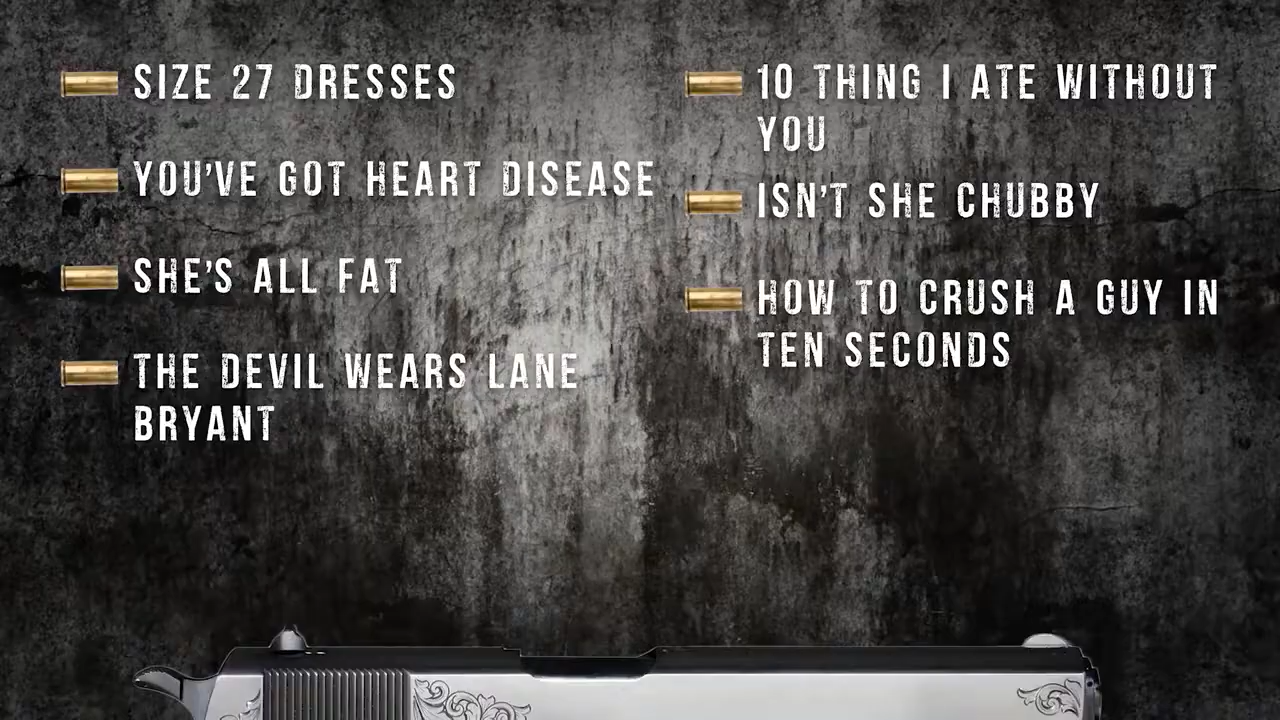 SIZE 27 DRESSES
YOU'VE GOT HEART DISEASE
SHE'S ALL FAT
THE DEVIL WEARS LANE
BRYANT
10 THING I ATE WITHOUT
YOU
ISN'T SHE CHUBBY
HOW TO CRUSH A GUY IN
TEN SECONDS